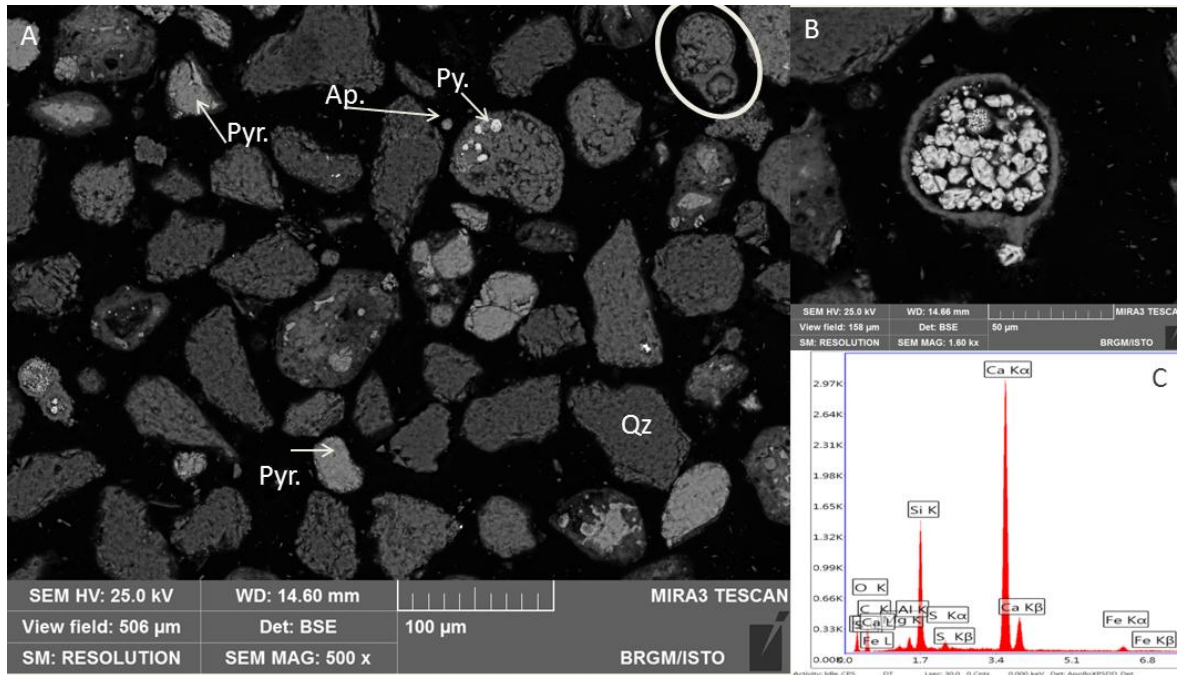 A
Ap.
Py.
Pyr.
Pyr.
Qz
SEM HV: 25.0 kV WD: 14.60 mm MIRA3 TESCAN
View field: 506 µm Det: BSE 100 µm
SM: RESOLUTION SEM MAG: 500 x BRGM/ISTO
B
SEM HV: 25.0 kV WD: 14.66 mm MIRA3 TESCAN
View field: 158 µm Det: BSE 50 µm
SM: RESOLUTION SEM MAG: 1.60 kx BRGM/ISTO
C
Ca Kα
2.97K
2.64K
2.31K
1.98K
1.65K
Si K
1.32K
0.99K
O K
0.66K
C K Al K S Kα Ca Kβ
0.33K
Mg K
Fe L S Kβ Fe Kα Fe Kβ
0.00K
0.0 1.7 3.4 5.1 6.8